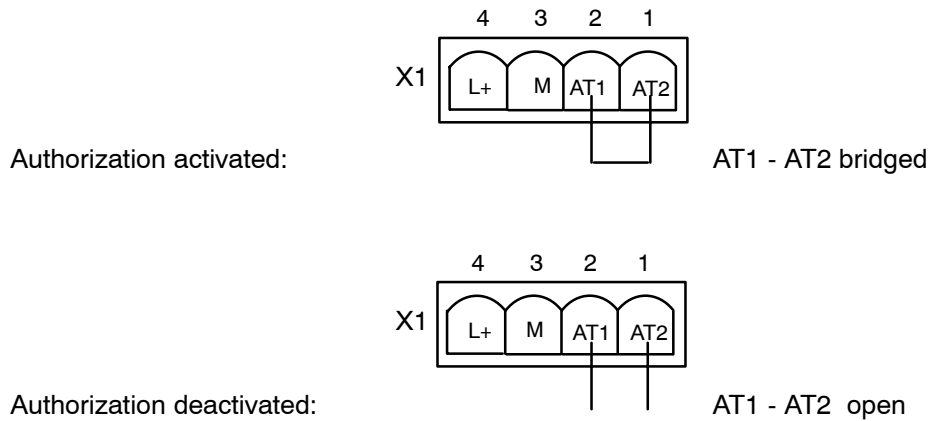 4 3 2 1
X1 L+ M AT1 AT2
Authorization activated: AT1 - AT2 bridged
4 3 2 1
X1 L+ M AT1 AT2
Authorization deactivated: AT1 - AT2 open